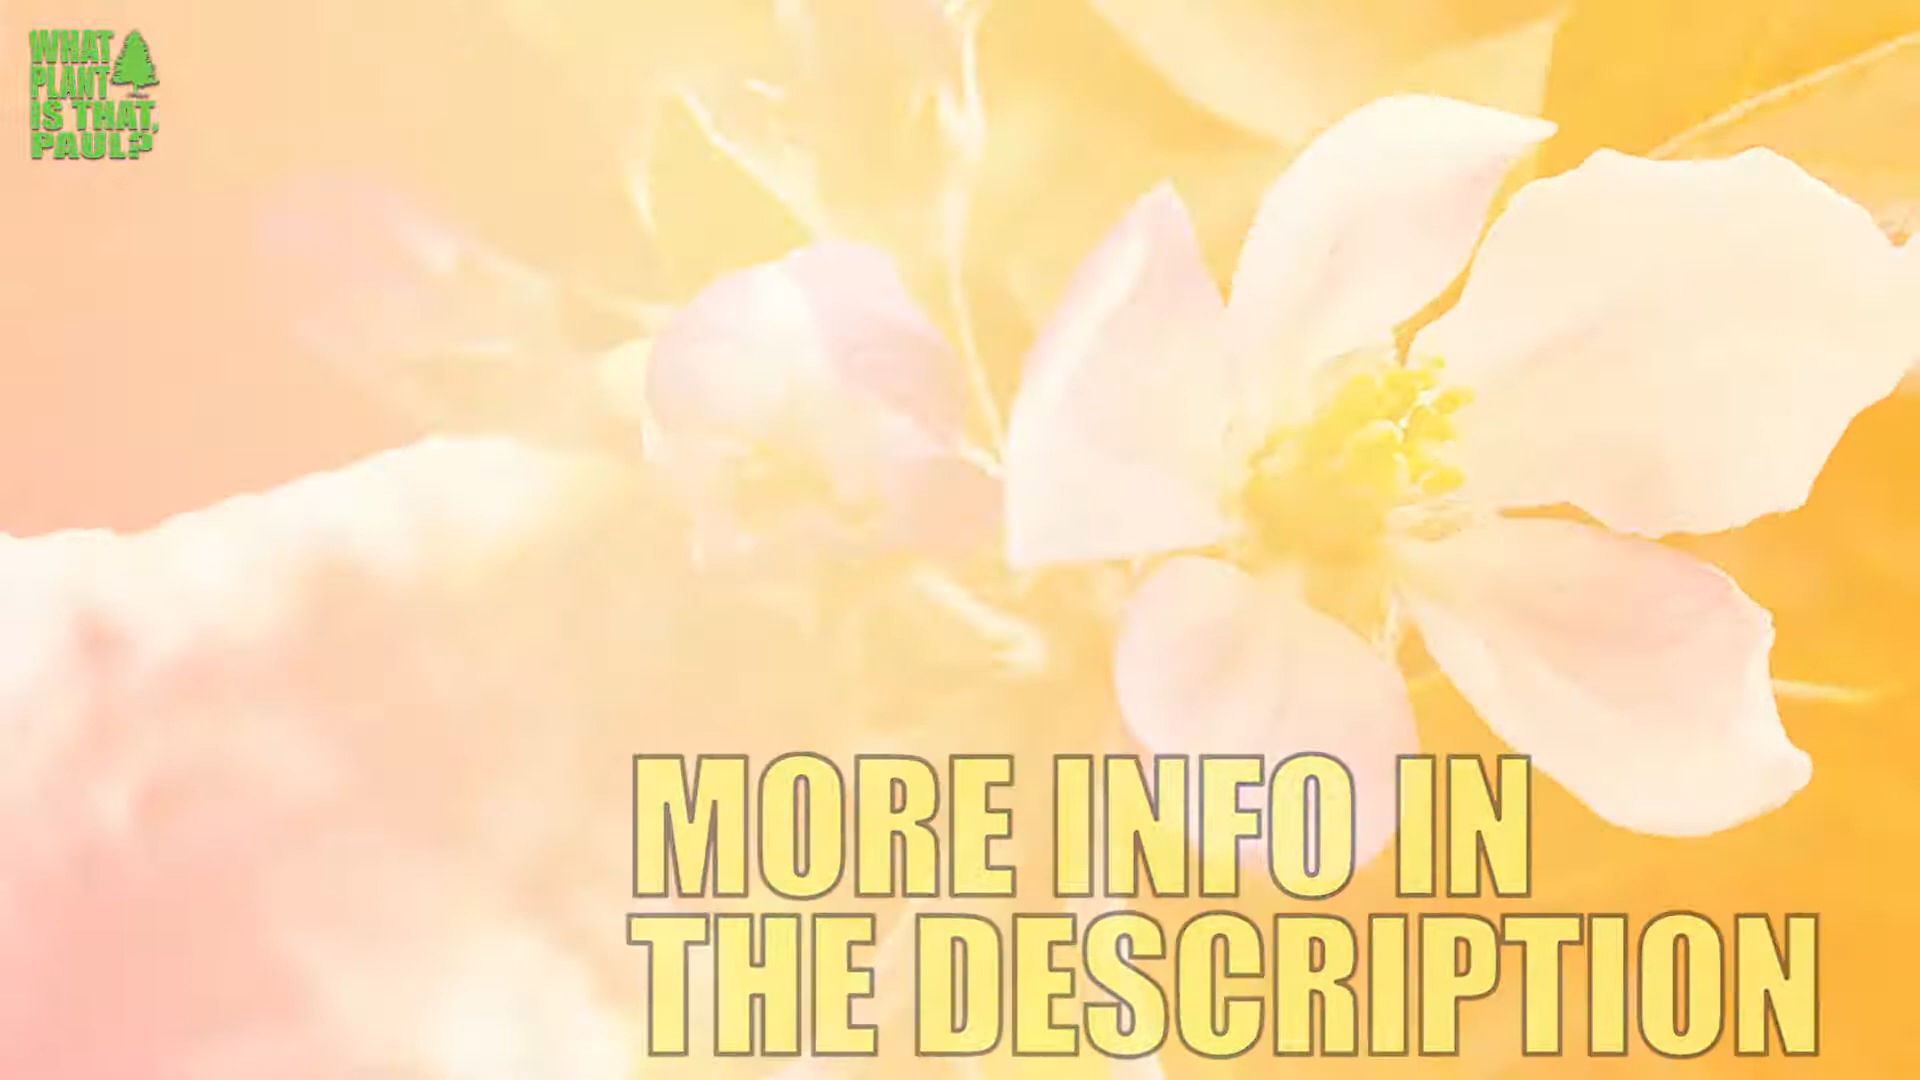 WHAT
PLANT
IS THAT,
PAUL?
MORE INFO IN
THE DESCRIPTION